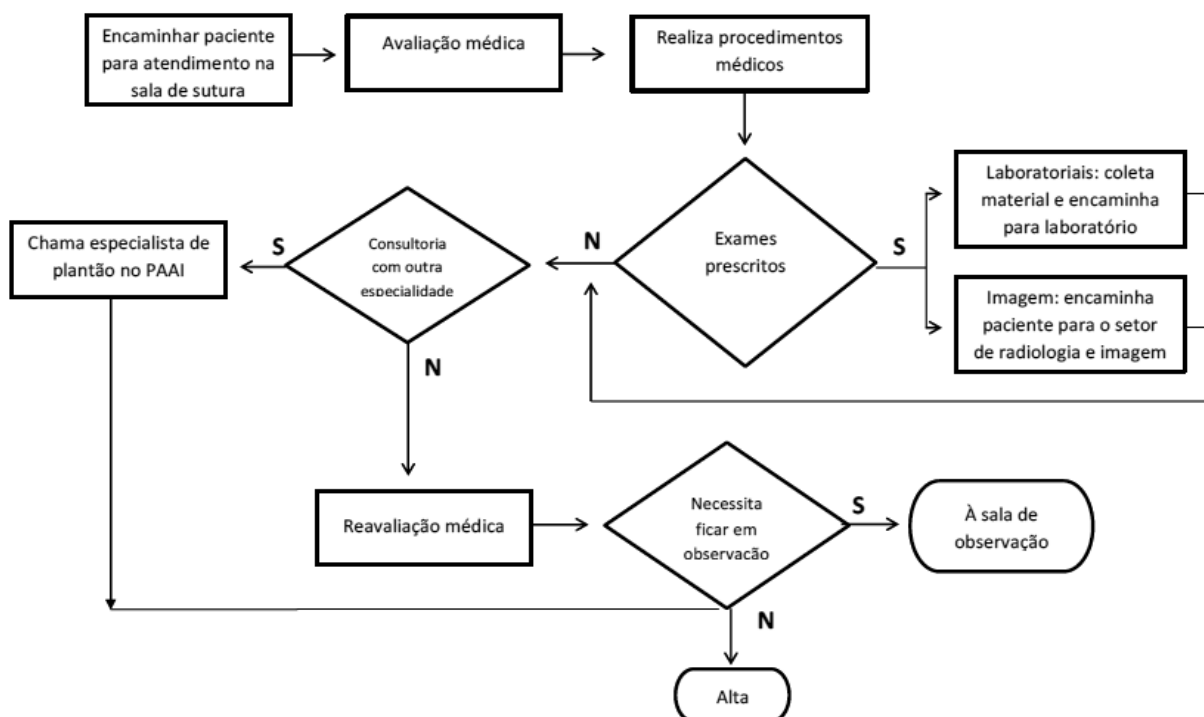 Encaminhar paciente
para atendimento na
sala de sutura
Avaliação médica
Realiza procedimentos
médicos
Exames
prescritos
S
Laboratoriais: coleta
material e encaminha
para laboratório
Imagem: encaminha
paciente para o setor
de radiologia e imagem
N
Consultoria
com outra
especialidade
S
Chama especialista de
plantão no PAAI
N
Reavaliação médica
Necessita
ficar em
observacão
S
À sala de
observação
N
Alta